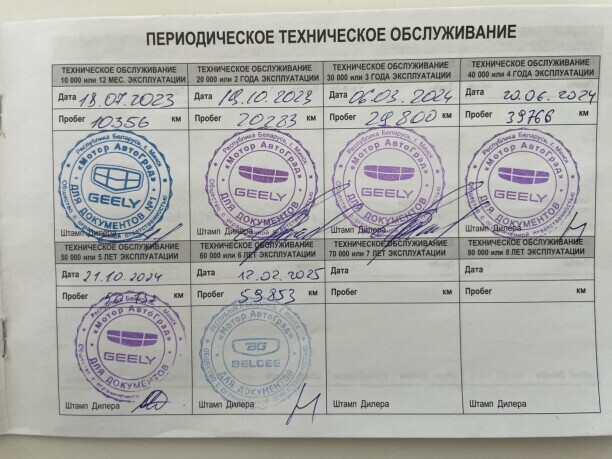 ПЕРИОДИЧЕСКОЕ ТЕХНИЧЕСКОЕ ОБСЛУЖИВАНИЕ
ТЕХНИЧЕСКОЕ ОБСЛУЖИВАНИЕ
10 000 или 12 МЕС. ЭКСПЛУАТАЦИИ
Дата 18.07.2023
Пробег 10356 км
Республика Беларусь, г. Минск
«Мотор АвтоГрад»
GEELY
ДЛЯ ДОКУМЕНТОВ №1
Штамп Дилера
ТЕХНИЧЕСКОЕ ОБСЛУЖИВАНИЕ
20 000 или 2 ГОДА ЭКСПЛУАТАЦИИ
Дата 19.10.2023
Пробег 20283 км
Республика Беларусь, г. Минск
«Мотор АвтоГрад»
GEELY
ДЛЯ ДОКУМЕНТОВ
Штамп Дилера
ТЕХНИЧЕСКОЕ ОБСЛУЖИВАНИЕ
30 000 или 3 ГОДА ЭКСПЛУАТАЦИИ
Дата 06.03.2024
Пробег 29800 км
Республика Беларусь, г. Минск
«Мотор АвтоГрад»
GEELY
ДЛЯ ДОКУМЕНТОВ
Штамп Дилера
ТЕХНИЧЕСКОЕ ОБСЛУЖИВАНИЕ
40 000 или 4 ГОДА ЭКСПЛУАТАЦИИ
Дата 20.06.2024
Пробег 39766 км
Республика Беларусь, г. Минск
«Мотор АвтоГрад»
GEELY
ДЛЯ ДОКУМЕНТОВ
Штамп Дилера
ТЕХНИЧЕСКОЕ ОБСЛУЖИВАНИЕ
50 000 или 5 ЛЕТ ЭКСПЛУАТАЦИИ
Дата 21.10.2024
Пробег км
«Мотор АвтоГрад»
GEELY
ДЛЯ ДОКУМЕНТОВ
Штамп Дилера
ТЕХНИЧЕСКОЕ ОБСЛУЖИВАНИЕ
60 000 или 6 ЛЕТ ЭКСПЛУАТАЦИИ
Дата 12.02.2025
Пробег 59853 км
«Мотор АвтоГрад»
BELGEE
ДЛЯ ДОКУМЕНТОВ №1
Штамп Дилера
ТЕХНИЧЕСКОЕ ОБСЛУЖИВАНИЕ
70 000 или 7 ЛЕТ ЭКСПЛУАТАЦИИ
Дата
Пробег км
Штамп Дилера
ТЕХНИЧЕСКОЕ ОБСЛУЖИВАНИЕ
80 000 или 8 ЛЕТ ЭКСПЛУАТАЦИИ
Дата
Пробег км
Штамп Дилера